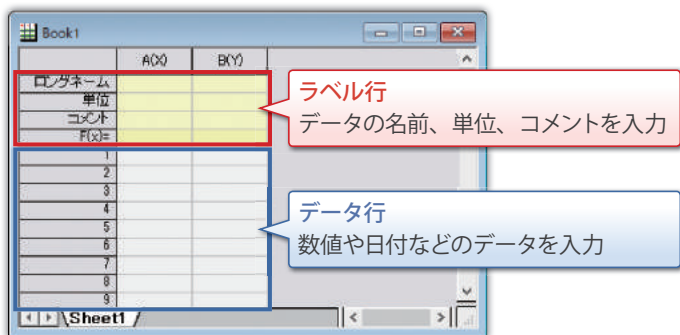 Book1
A(X) B(Y)
ロングネーム
単位
コメント
F(x)=
1
2
3
4
5
6
7
8
9
Sheet1
ラベル行
データの名前、単位、コメントを入力
データ行
数値や日付などのデータを入力